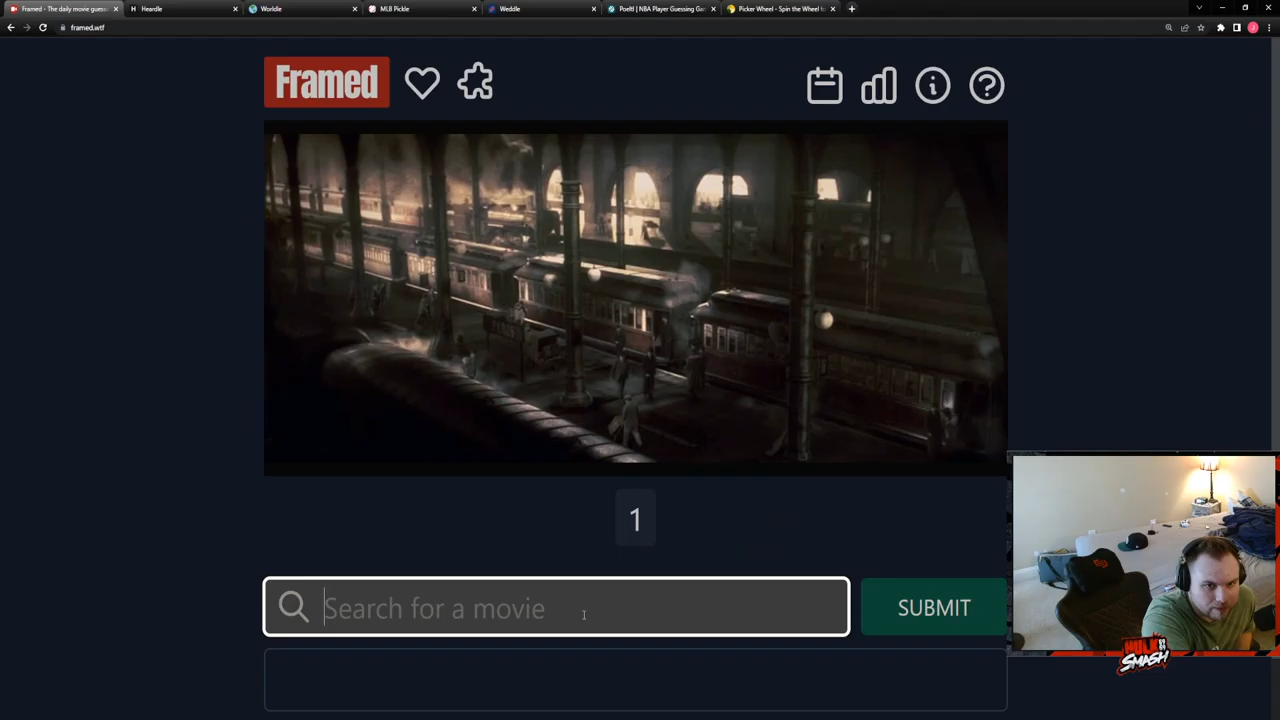 Framed - The daily movie guess
Heardle
Worldle
MLB Pickle
Weddle
Poeltl | NBA Player Guessing Ga
Picker Wheel - Spin the Wheel to
framed.wtf
J
Framed
1
Search for a movie
SUBMIT
HULK
SMASH